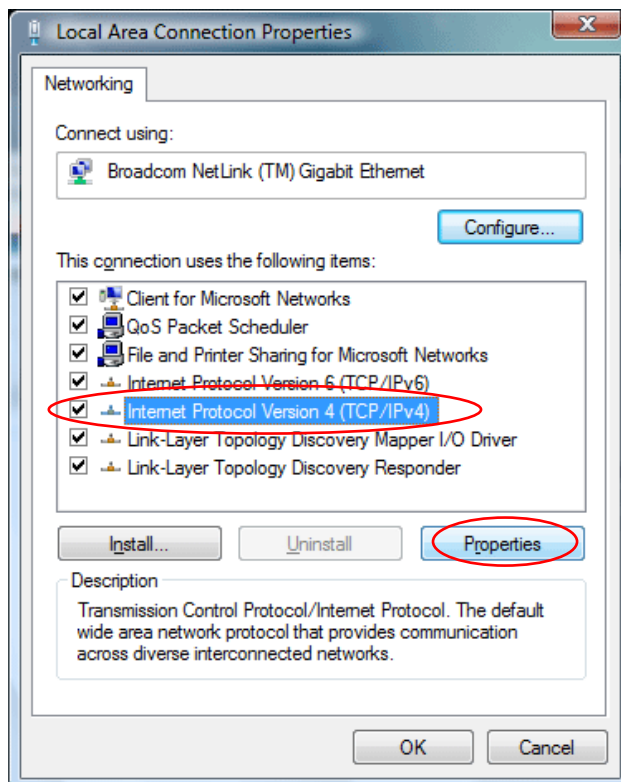 Local Area Connection Properties
Networking
Connect using:
Broadcom NetLink (TM) Gigabit Ethernet
Configure...
This connection uses the following items:
Client for Microsoft Networks
QoS Packet Scheduler
File and Printer Sharing for Microsoft Networks
Internet Protocol Version 6 (TCP/IPv6)
Internet Protocol Version 4 (TCP/IPv4)
Link-Layer Topology Discovery Mapper I/O Driver
Link-Layer Topology Discovery Responder
Install...
Uninstall
Properties
Description
Transmission Control Protocol/Internet Protocol. The default
wide area network protocol that provides communication
across diverse interconnected networks.
OK
Cancel